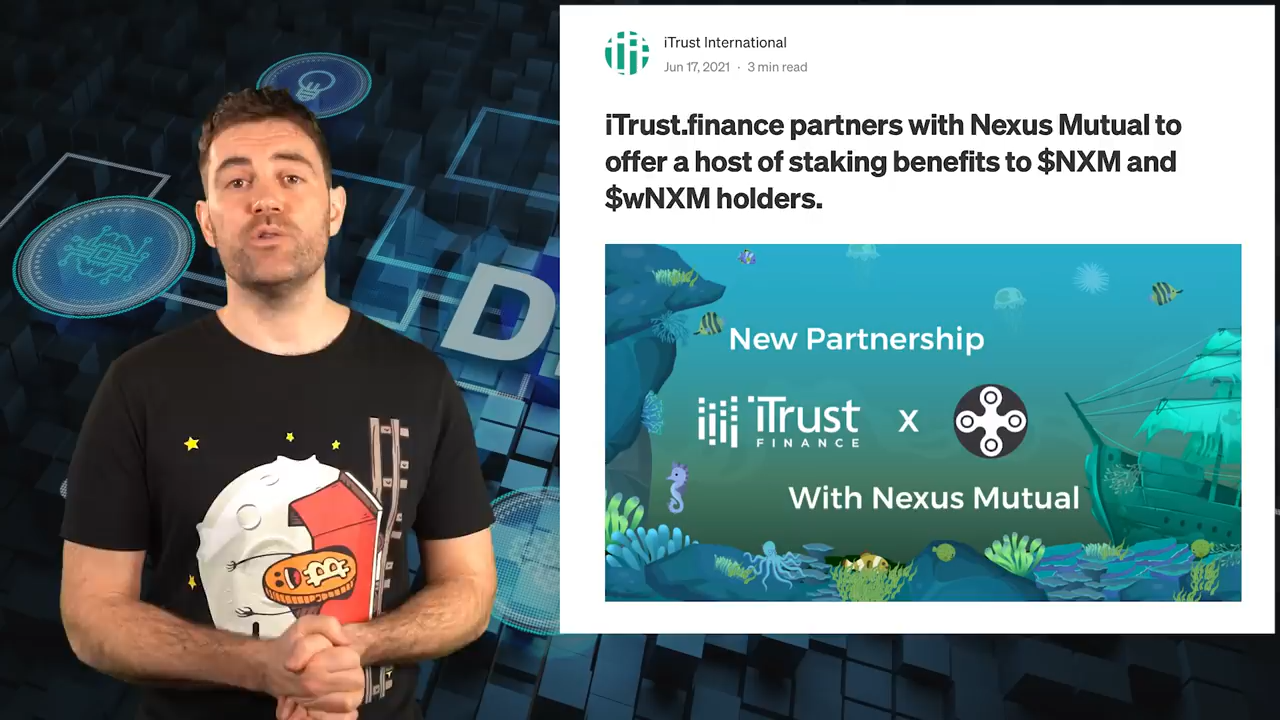 iTrust International
Jun 17, 2021 · 3 min read
iTrust.finance partners with Nexus Mutual to
offer a host of staking benefits to $NXM and
$wNXM holders.
New Partnership
iTrust
FINANCE
x
With Nexus Mutual
D